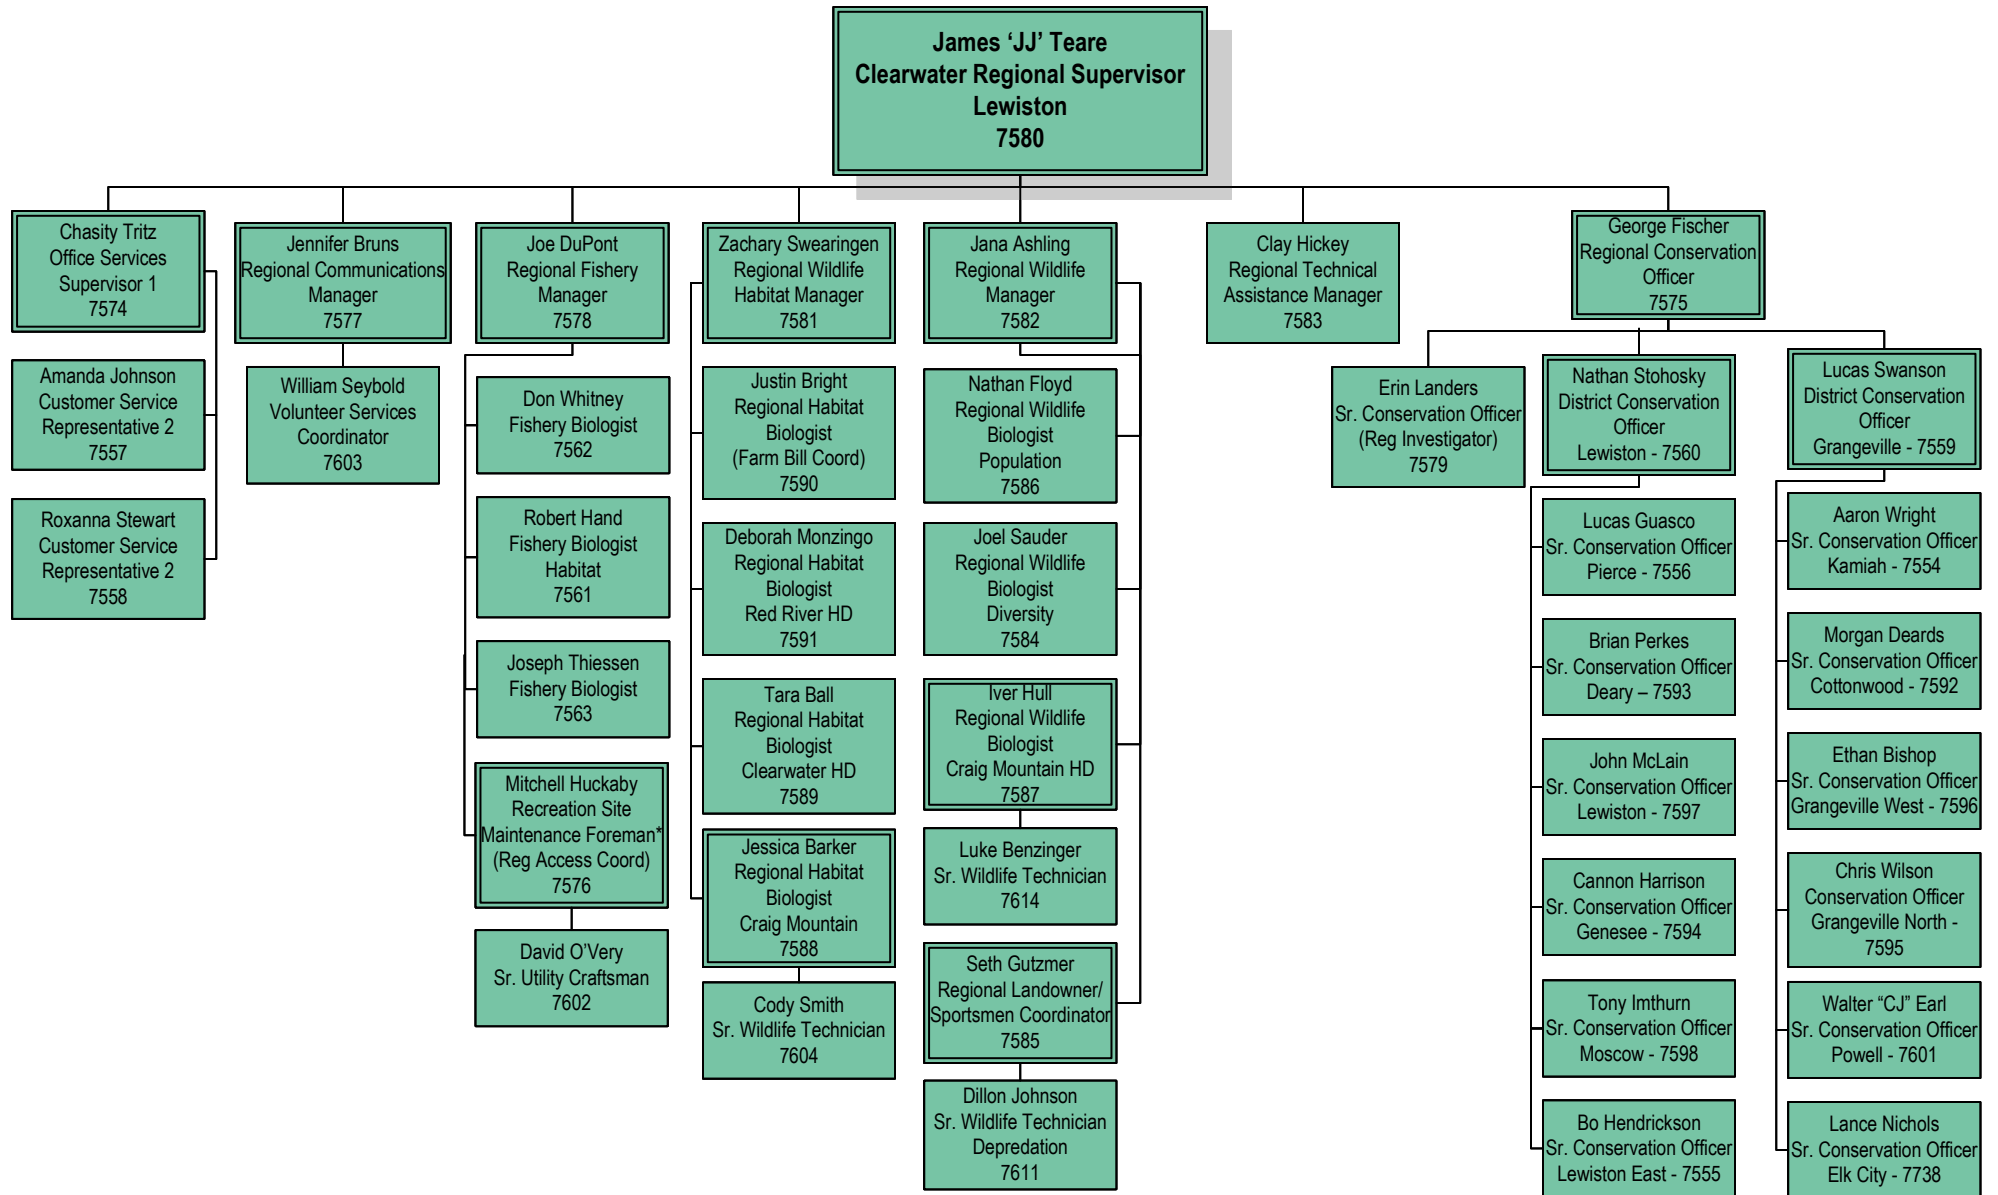 James ‘JJ’ Teare
Clearwater Regional Supervisor
Lewiston
7580
Chasity Tritz
Office Services
Supervisor 1
7574
Amanda Johnson
Customer Service
Representative 2
7557
Roxanna Stewart
Customer Service
Representative 2
7558
Jennifer Bruns
Regional Communications
Manager
7577
William Seybold
Volunteer Services
Coordinator
7603
Joe DuPont
Regional Fishery
Manager
7578
Don Whitney
Fishery Biologist
7562
Robert Hand
Fishery Biologist
Habitat
7561
Joseph Thiessen
Fishery Biologist
7563
Mitchell Huckaby
Recreation Site
Maintenance Foreman*
(Reg Access Coord)
7576
David O’Very
Sr. Utility Craftsman
7602
Zachary Swearingen
Regional Wildlife
Habitat Manager
7581
Justin Bright
Regional Habitat
Biologist
(Farm Bill Coord)
7590
Deborah Monzingo
Regional Habitat
Biologist
Red River HD
7591
Tara Ball
Regional Habitat
Biologist
Clearwater HD
7589
Jessica Barker
Regional Habitat
Biologist
Craig Mountain
7588
Cody Smith
Sr. Wildlife Technician
7604
Jana Ashling
Regional Wildlife
Manager
7582
Nathan Floyd
Regional Wildlife
Biologist
Population
7586
Joel Sauder
Regional Wildlife
Biologist
Diversity
7584
Iver Hull
Regional Wildlife
Biologist
Craig Mountain HD
7587
Luke Benzinger
Sr. Wildlife Technician
7614
Seth Gutzmer
Regional Landowner/
Sportsmen Coordinator
7585
Dillon Johnson
Sr. Wildlife Technician
Depredation
7611
Clay Hickey
Regional Technical
Assistance Manager
7583
George Fischer
Regional Conservation
Officer
7575
Erin Landers
Sr. Conservation Officer
(Reg Investigator)
7579
Nathan Stohosky
District Conservation
Officer
Lewiston - 7560
Lucas Guasco
Sr. Conservation Officer
Pierce - 7556
Brian Perkes
Sr. Conservation Officer
Deary – 7593
John McLain
Sr. Conservation Officer
Lewiston - 7597
Cannon Harrison
Sr. Conservation Officer
Genesee - 7594
Tony Imthurn
Sr. Conservation Officer
Moscow - 7598
Bo Hendrickson
Sr. Conservation Officer
Lewiston East - 7555
Lucas Swanson
District Conservation
Officer
Grangeville - 7559
Aaron Wright
Sr. Conservation Officer
Kamiah - 7554
Morgan Deards
Sr. Conservation Officer
Cottonwood - 7592
Ethan Bishop
Sr. Conservation Officer
Grangeville West - 7596
Chris Wilson
Conservation Officer
Grangeville North -
7595
Walter “CJ” Earl
Sr. Conservation Officer
Powell - 7601
Lance Nichols
Sr. Conservation Officer
Elk City - 7738